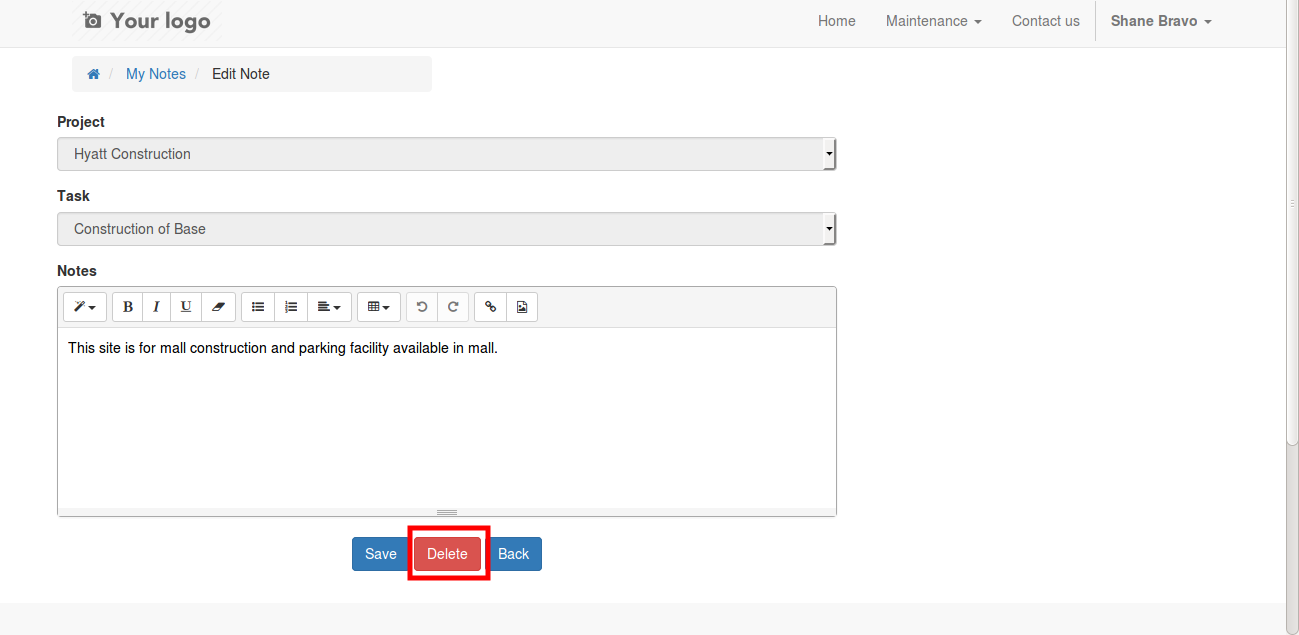 Your logo Home Maintenance Contact us Shane Bravo
/ My Notes / Edit Note
Project
Hyatt Construction
Task
Construction of Base
Notes
B I U
This site is for mall construction and parking facility available in mall.
Save Delete Back